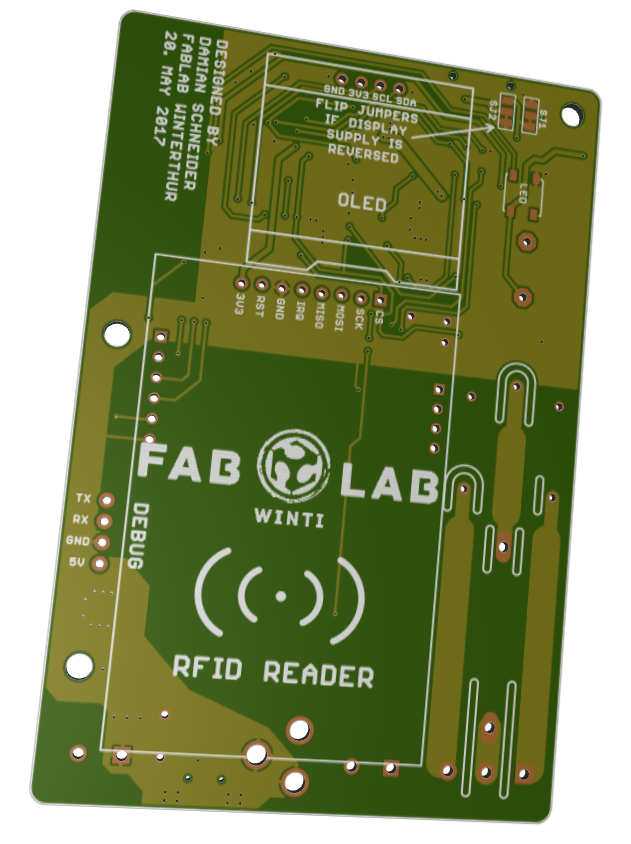 DESIGNED BY
DAMIAN SCHNEIDER
FABLAB WINTERTHUR
20. MAY 2017
GND 3V3 SCL SDA
FLIP JUMPERS
IF DISPLAY
SUPPLY IS
REVERSED
SJ2
SJ1
LED
OLED
3V3
RST
GND
IRQ
MISO
MOSI
SCK
CS
FAB LAB
WINTI
TX
RX
GND
5V
DEBUG
RFID READER